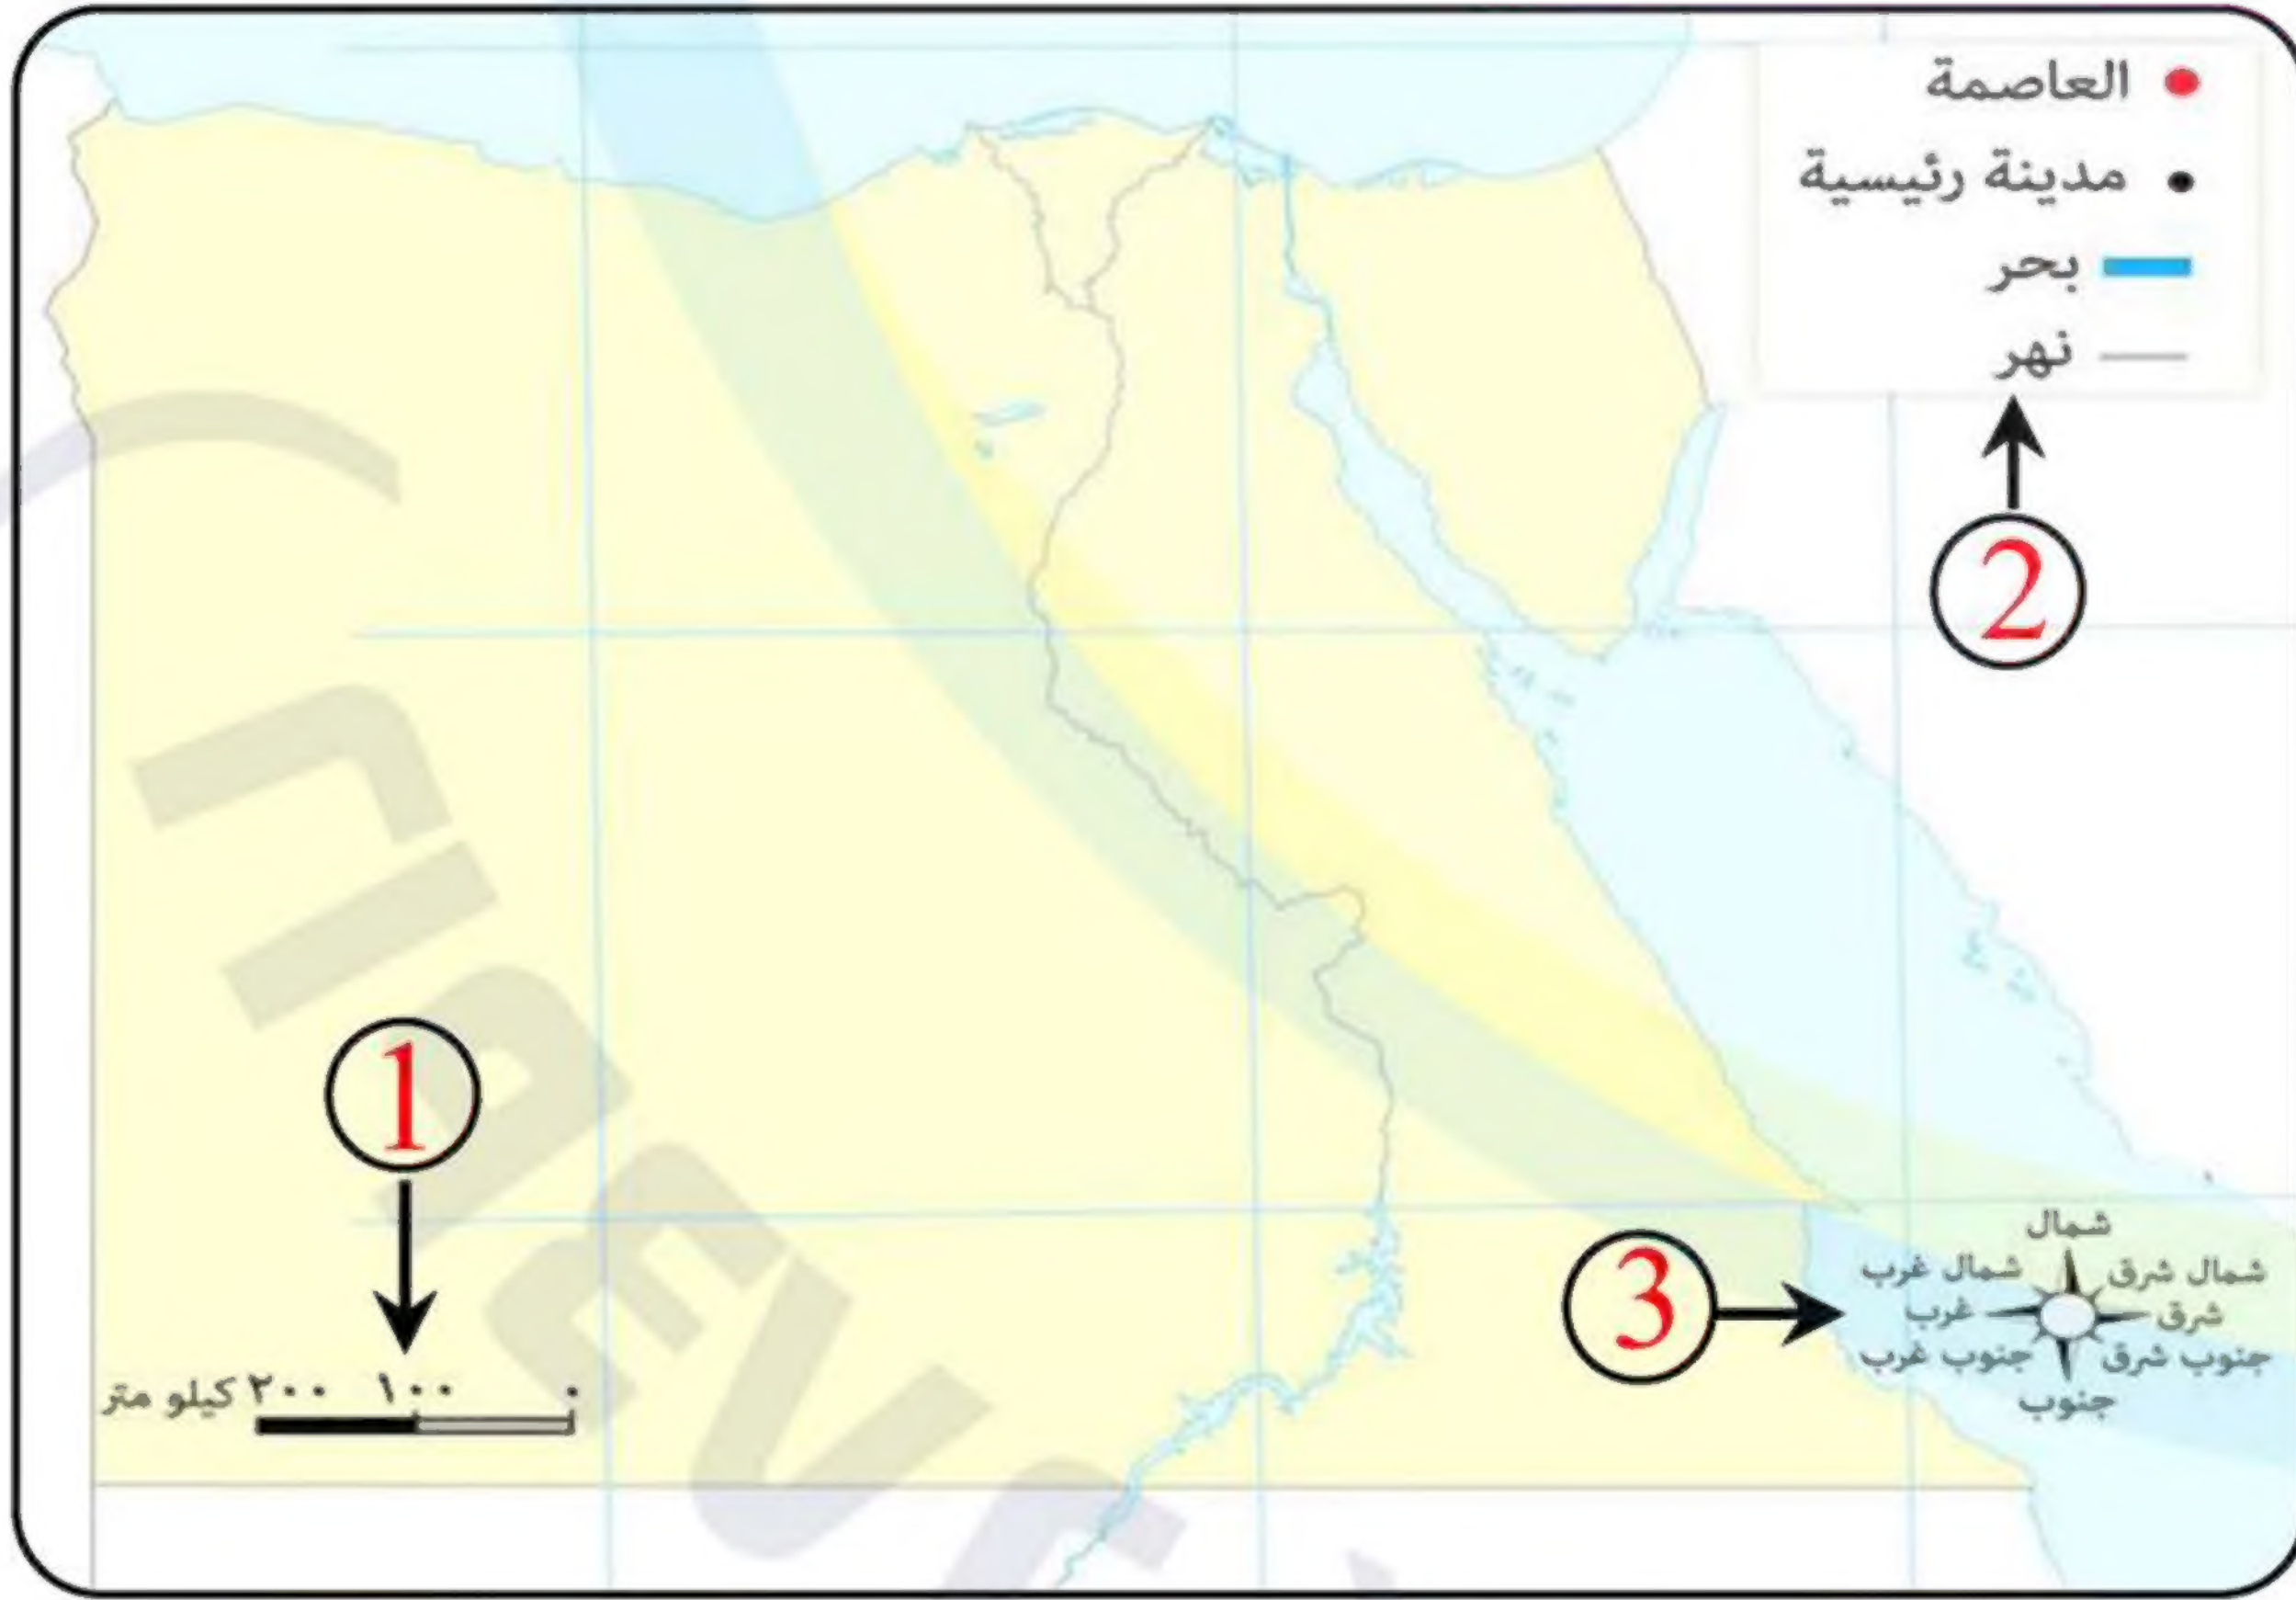 العاصمة
مدينة رئيسية
بحر
نهر
2
1
3
شمال
شمال غرب
شمال شرق
غرب
شرق
جنوب غرب
جنوب شرق
جنوب
٠ ١٠٠ ٢٠٠ كيلو متر